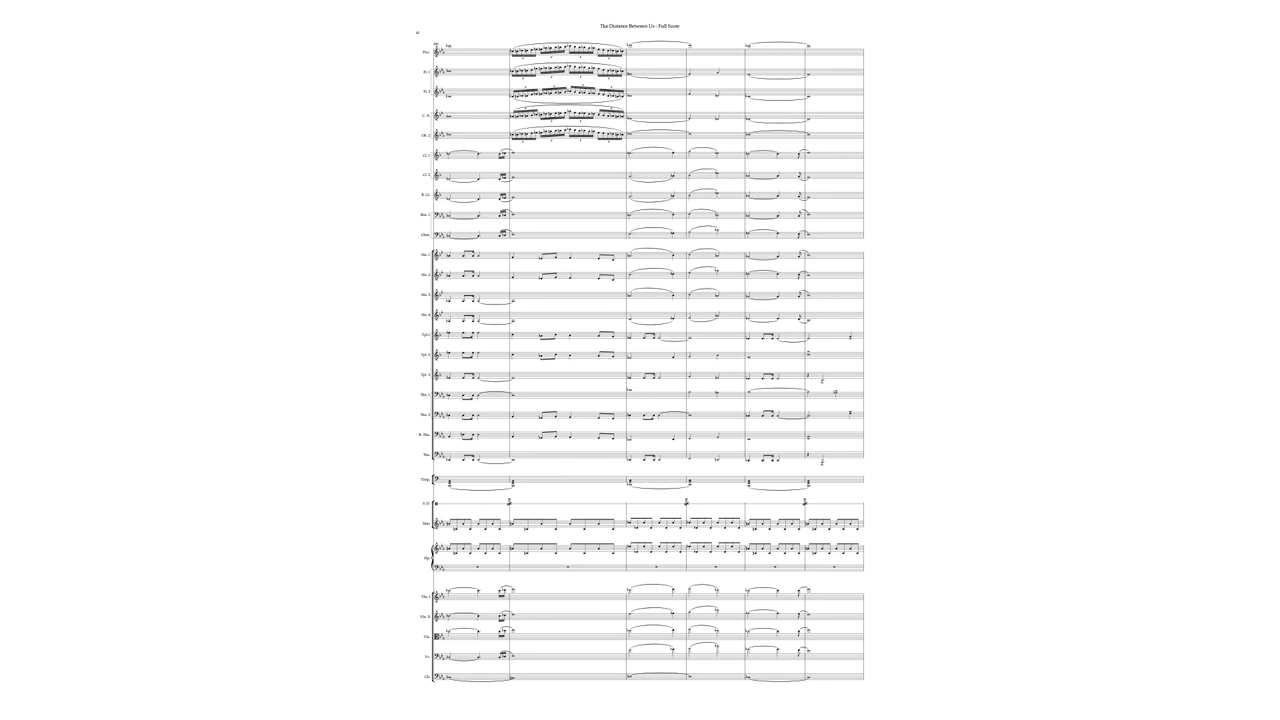 The Distance Between Us - Full Score
Picc.
Fl. 1
Fl. 2
C. A.
Ob. 2
Cl. 1
Cl. 2
B. Cl.
Bsn. 1
Cbsn.
Hn. 1
Hn. 2
Hn. 3
Hn. 4
Tpt. 1
Tpt. 2
Tpt. 3
Tbn. 1
Tbn. 2
B. Tbn.
Tba.
Timp.
S. D.
Mar.
Hp.
Vln. I
Vln. II
Vla.
Vc.
Cb.